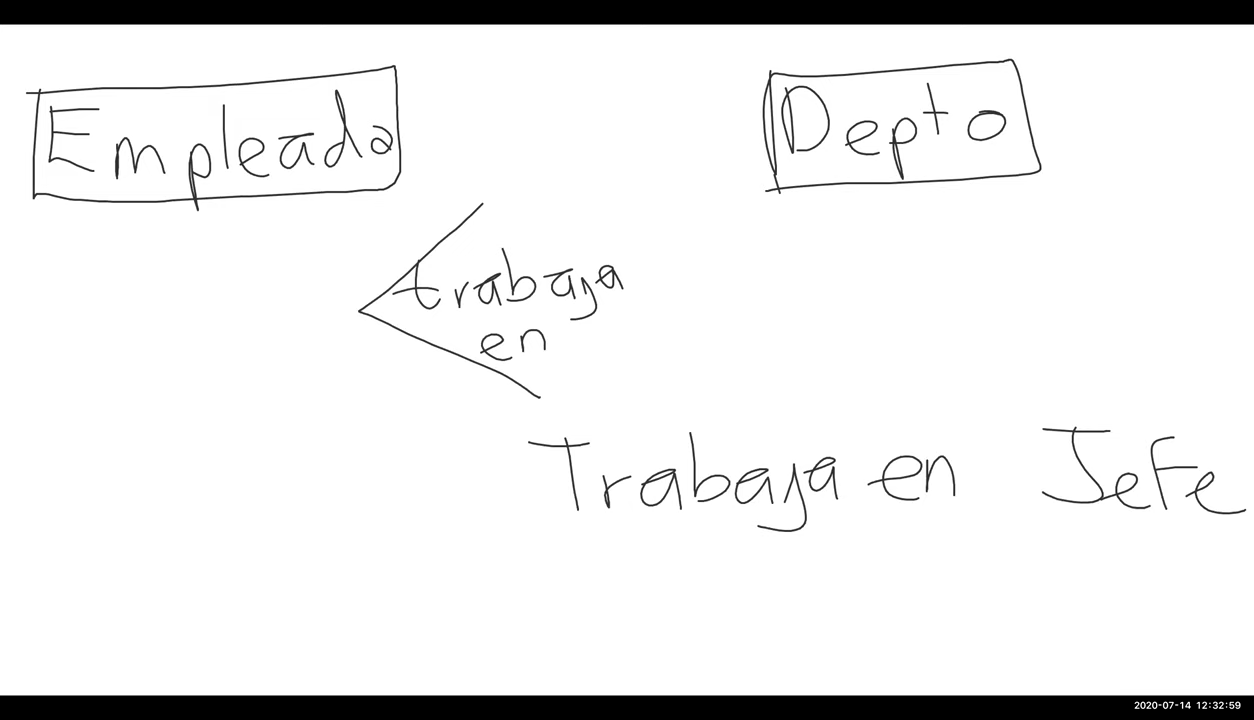 Empleado
Depto
trabaja
en
Trabaja en Jefe
2020-07-14 12:32:59